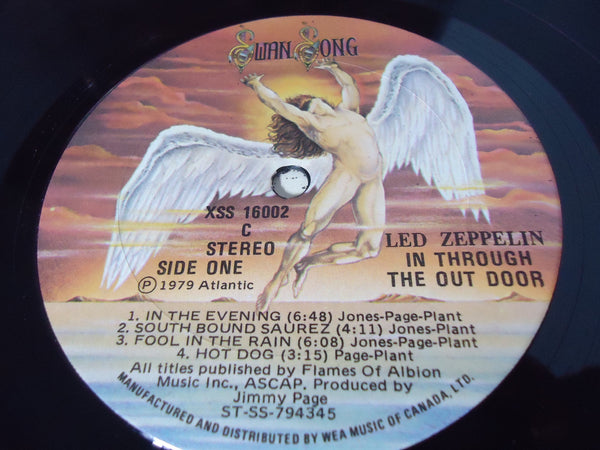 SWAN SONG
XSS 16002
C
STEREO
SIDE ONE
Ⓟ 1979 Atlantic
LED ZEPPELIN
IN THROUGH
THE OUT DOOR
1. IN THE EVENING (6:48) Jones-Page-Plant
2. SOUTH BOUND SAUREZ (4:11) Jones-Plant
3. FOOL IN THE RAIN (6:08) Jones-Page-Plant
4. HOT DOG (3:15) Page-Plant
All titles published by Flames Of Albion
Music Inc., ASCAP. Produced by
Jimmy Page
ST-SS-794345
MANUFACTURED AND DISTRIBUTED BY WEA MUSIC OF CANADA, LTD.